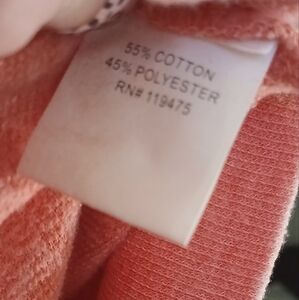 55% COTTON
45% POLYESTER
RN# 119475